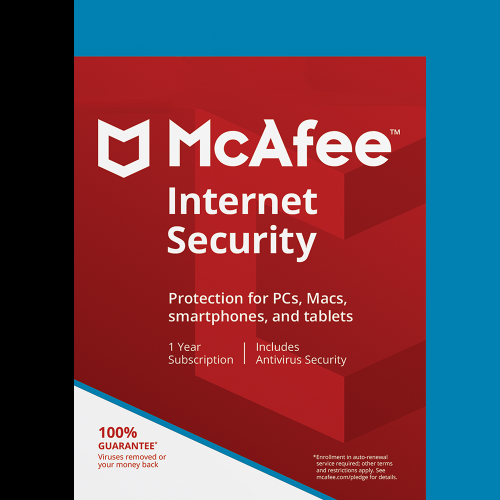 McAfee™
Internet
Security
Protection for PCs, Macs,
smartphones, and tablets
1 Year
Subscription
Includes
Antivirus Security
100%
GUARANTEE*
Viruses removed or
your money back
*Enrollment in auto-renewal
service required; other terms
and restrictions apply. See
mcafee.com/pledge for details.